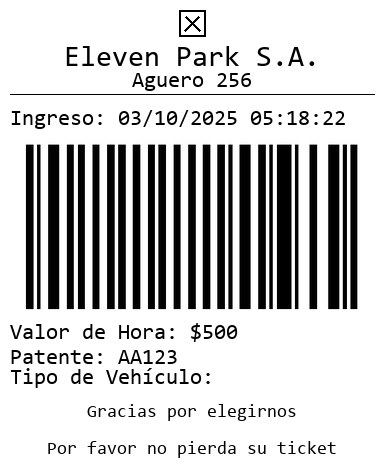 Eleven Park S.A.
Aguero 256
Ingreso: 03/10/2025 05:18:22
Valor de Hora: $500
Patente: AA123
Tipo de Vehículo:
Gracias por elegirnos
Por favor no pierda su ticket